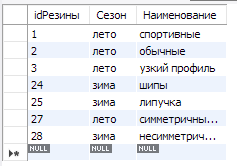 idРезины Сезон Наименование
1 лето спортивные
2 лето обычные
3 лето узкий профиль
24 зима шипы
25 зима липучка
27 лето симметричны...
28 зима несимметрич...
NULL NULL NULL